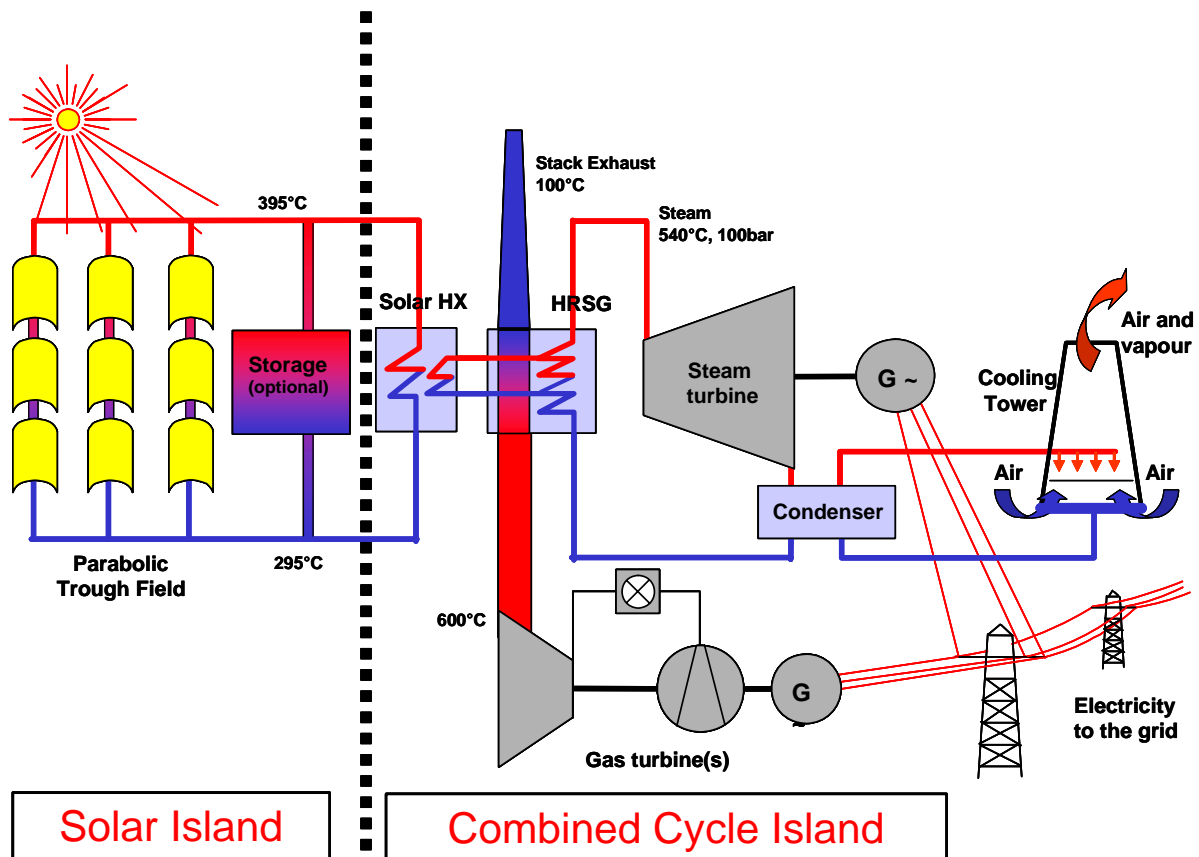 Stack Exhaust
100°C
395°C
Steam
540°C, 100bar
Solar HX
HRSG
Air and
vapour
Storage
(optional)
Steam
turbine
G ~
Cooling
Tower
Air
Air
Condenser
295°C
Parabolic
Trough Field
600°C
G
~
Electricity
to the grid
Gas turbine(s)
Solar Island
Combined Cycle Island